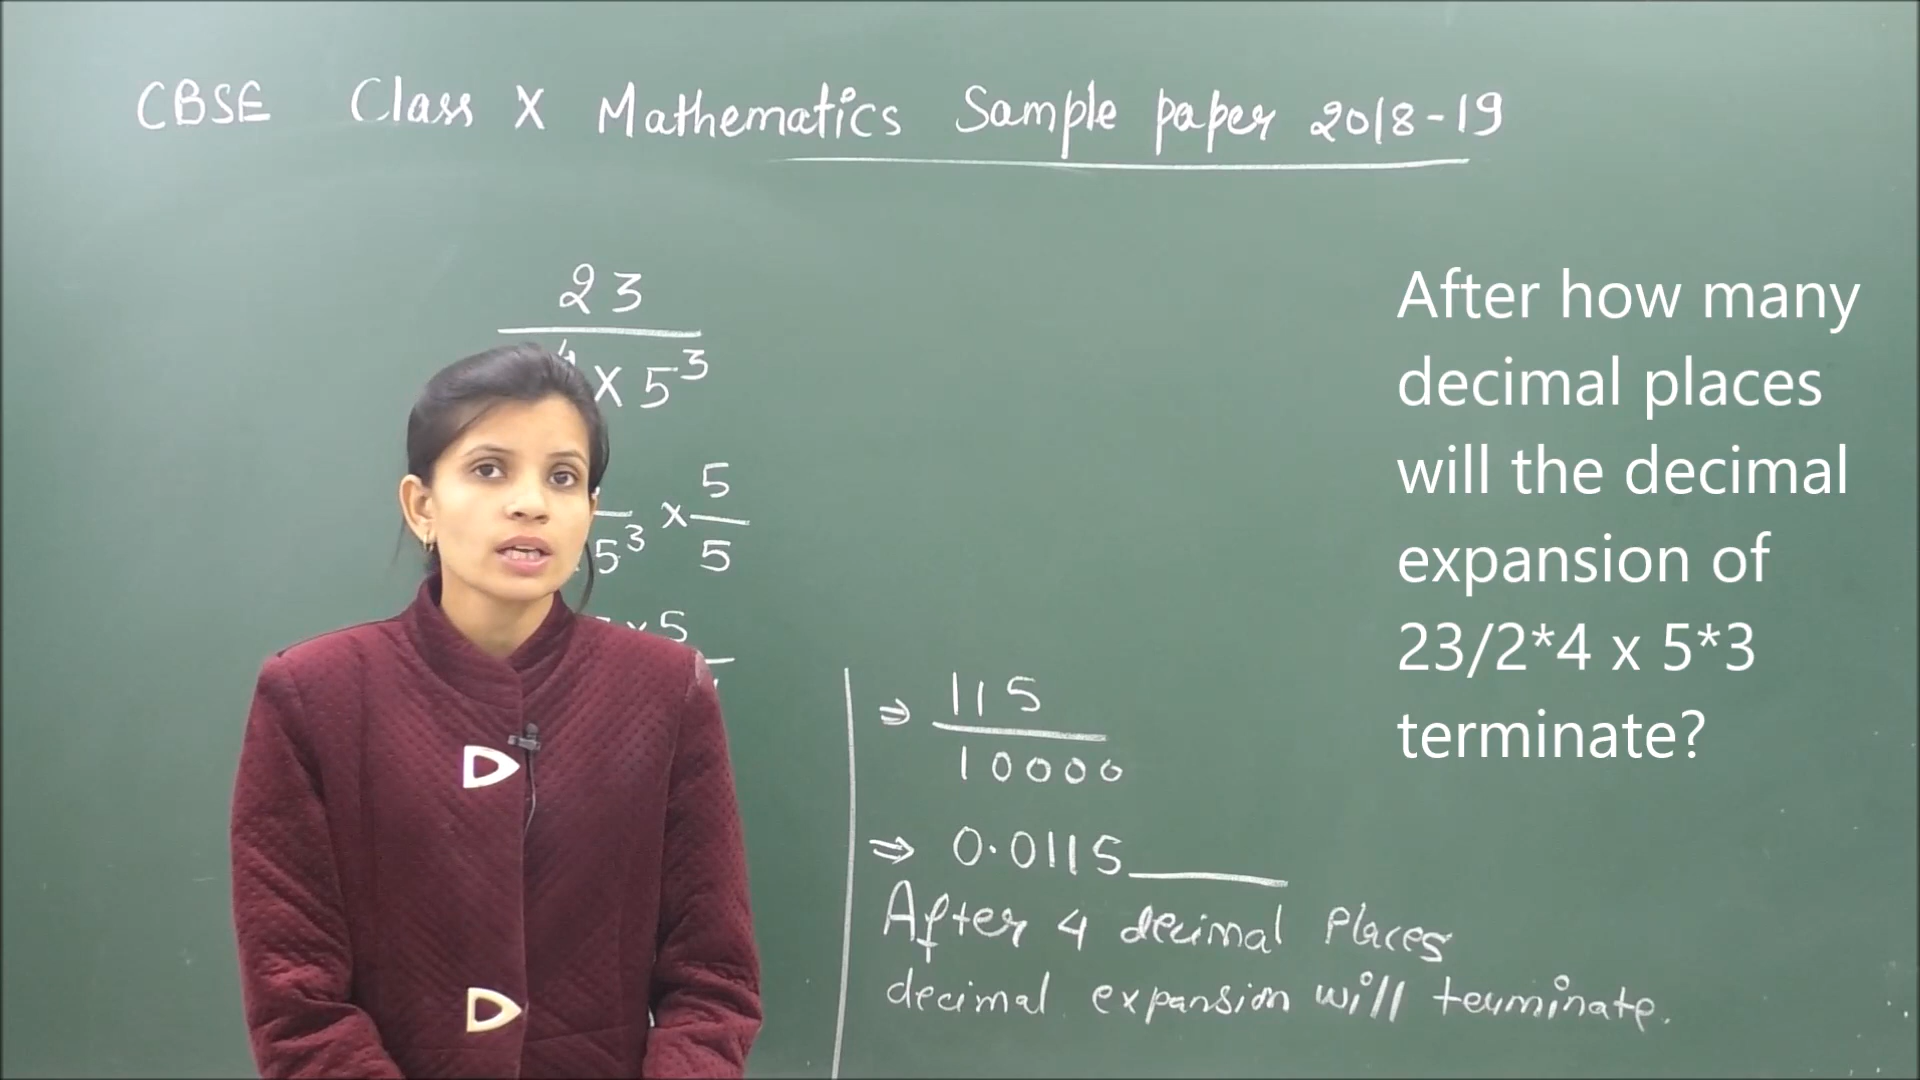 CBSE Class X Mathematics Sample paper 2018-19
23
4 X 5³
5³ × 5/5
× 5
⇒ 115
10000
⇒ 0.0115
After 4 decimal places
decimal expansion will terminate.
After how many
decimal places
will the decimal
expansion of
23/2*4 x 5*3
terminate?